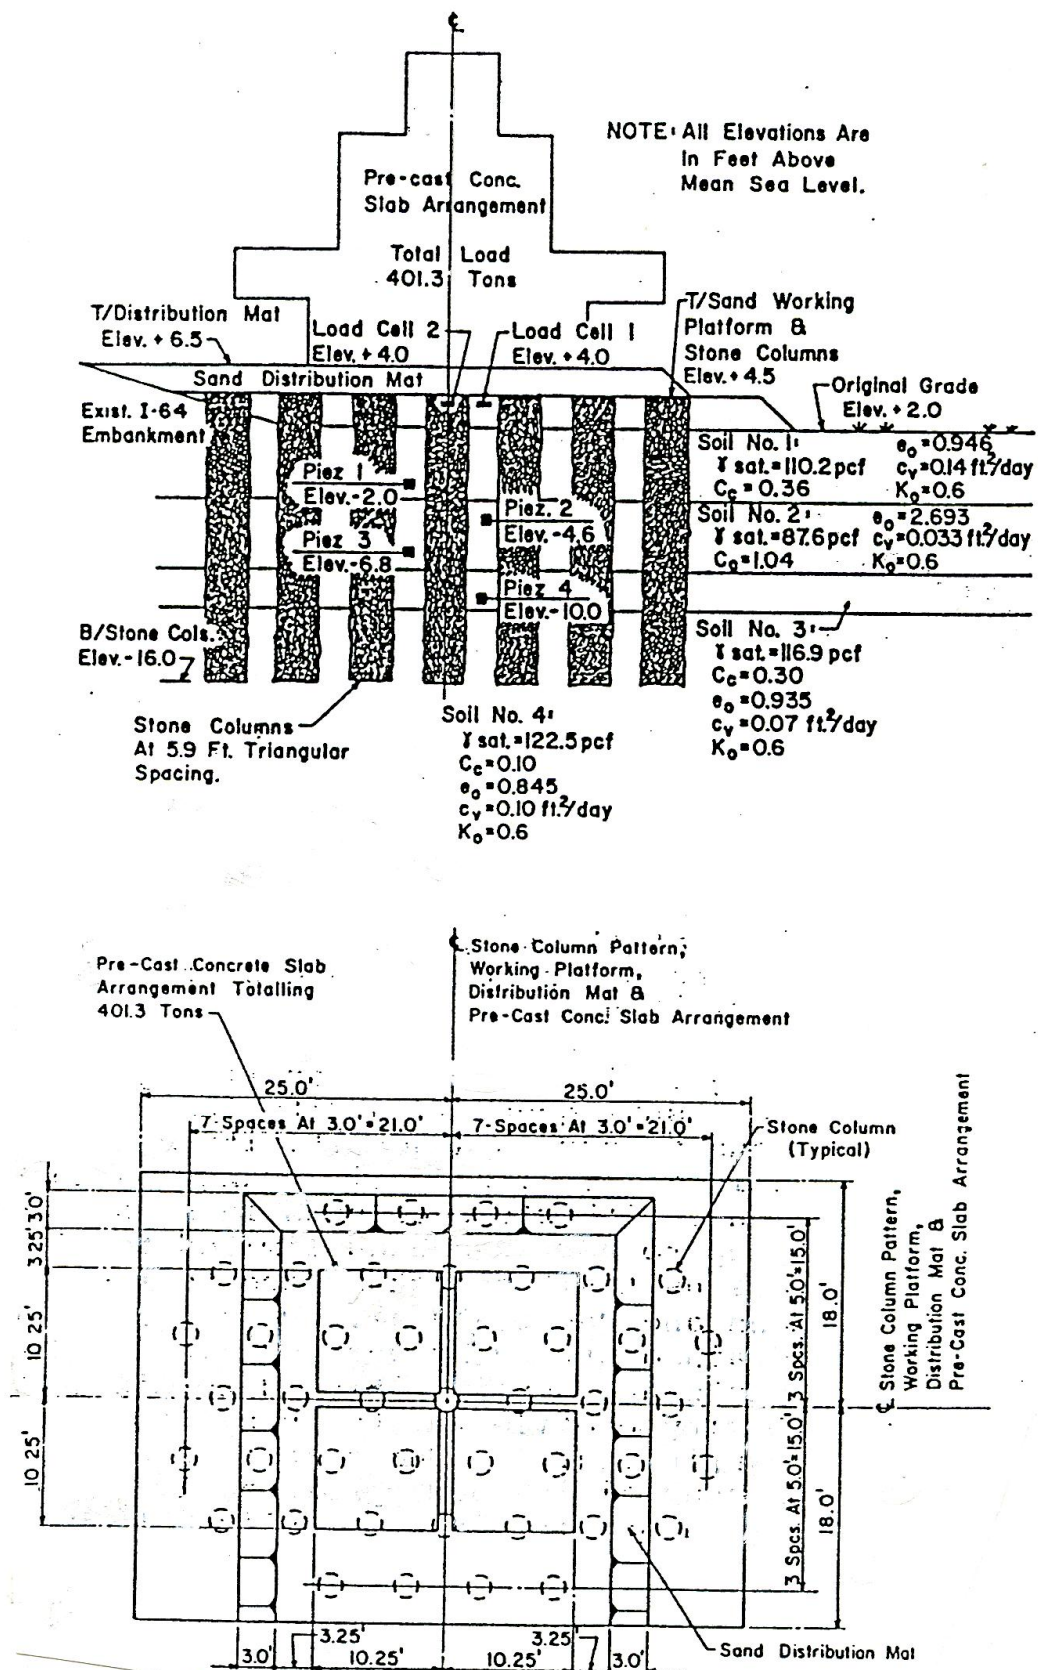 ℄
NOTE: All Elevations Are
In Feet Above
Mean Sea Level.
Pre-cast Conc.
Slab Arrangement
Total Load
401.3 Tons
T/Distribution Mat
Elev. + 6.5
Load Cell 2
Elev. + 4.0
Load Cell 1
Elev. + 4.0
T/Sand Working
Platform &
Stone Columns
Elev. + 4.5
Sand Distribution Mat
Original Grade
Elev. + 2.0
Exist. I-64
Embankment
Soil No. 1:
γ sat. = 110.2 pcf
Cc = 0.36
e₀ = 0.946
cᵥ = 0.14 ft²/day
K₀ = 0.6
Piez 1
Elev. -2.0
Piez. 2
Elev. -4.6
Soil No. 2:
γ sat. = 87.6 pcf
Cc = 1.04
e₀ = 2.693
cᵥ = 0.033 ft²/day
K₀ = 0.6
Piez 3
Elev. -6.8
Piez 4
Elev. -10.0
B/Stone Cols.
Elev. -16.0
Soil No. 3:
γ sat. = 116.9 pcf
Cc = 0.30
e₀ = 0.935
cᵥ = 0.07 ft²/day
K₀ = 0.6
Stone Columns
At 5.9 Ft. Triangular
Spacing.
Soil No. 4:
γ sat. = 122.5 pcf
Cc = 0.10
e₀ = 0.845
cᵥ = 0.10 ft²/day
K₀ = 0.6
Pre-Cast Concrete Slab
Arrangement Totalling
401.3 Tons
℄ Stone Column Pattern,
Working Platform,
Distribution Mat &
Pre-Cast Conc. Slab Arrangement
25.0'
25.0'
7-Spaces At 3.0' = 21.0'
7-Spaces At 3.0' = 21.0'
Stone Column
(Typical)
3.0'
3.25'
10.25'
10.25'
3 Spcs. At 5.0' = 15.0'
3 Spcs. At 5.0' = 15.0'
18.0'
18.0'
℄ Stone Column Pattern,
Working Platform,
Distribution Mat &
Pre-Cast Conc. Slab Arrangement
3.0'
3.25'
10.25'
10.25'
3.25'
3.0'
Sand Distribution Mat